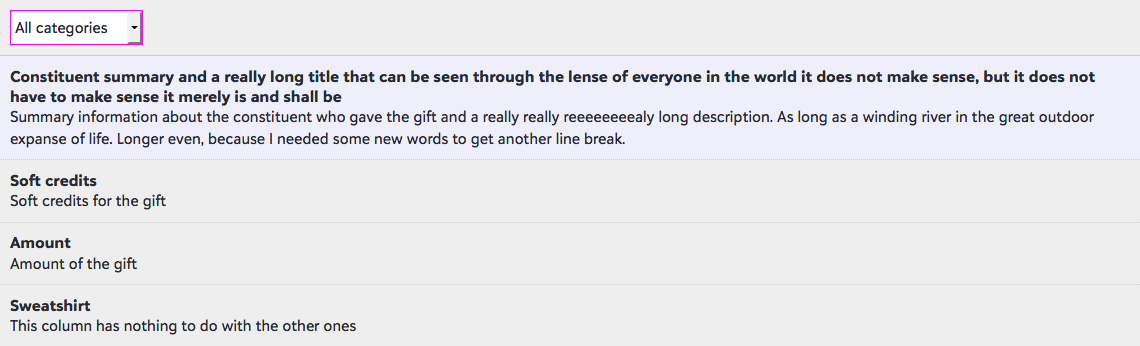 All categories
Constituent summary and a really long title that can be seen through the lense of everyone in the world it does not make sense, but it does not
have to make sense it merely is and shall be
Summary information about the constituent who gave the gift and a really really reeeeeeeealy long description. As long as a winding river in the great outdoor
expanse of life. Longer even, because I needed some new words to get another line break.
Soft credits
Soft credits for the gift
Amount
Amount of the gift
Sweatshirt
This column has nothing to do with the other ones